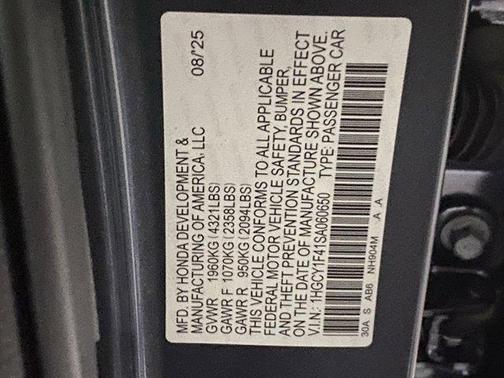 MFD. BY HONDA DEVELOPMENT & 08/25
MANUFACTURING OF AMERICA, LLC
GVWR 1960KG (4321LBS)
GAWR F 1070KG (2358LBS)
GAWR R 950KG (2094LBS)
THIS VEHICLE CONFORMS TO ALL APPLICABLE
FEDERAL MOTOR VEHICLE SAFETY, BUMPER,
AND THEFT PREVENTION STANDARDS IN EFFECT
ON THE DATE OF MANUFACTURE SHOWN ABOVE.
V.I.N.: 1HGCY1F41SA060650 TYPE: PASSENGER CAR
30A S AB6 NH904M .A .A